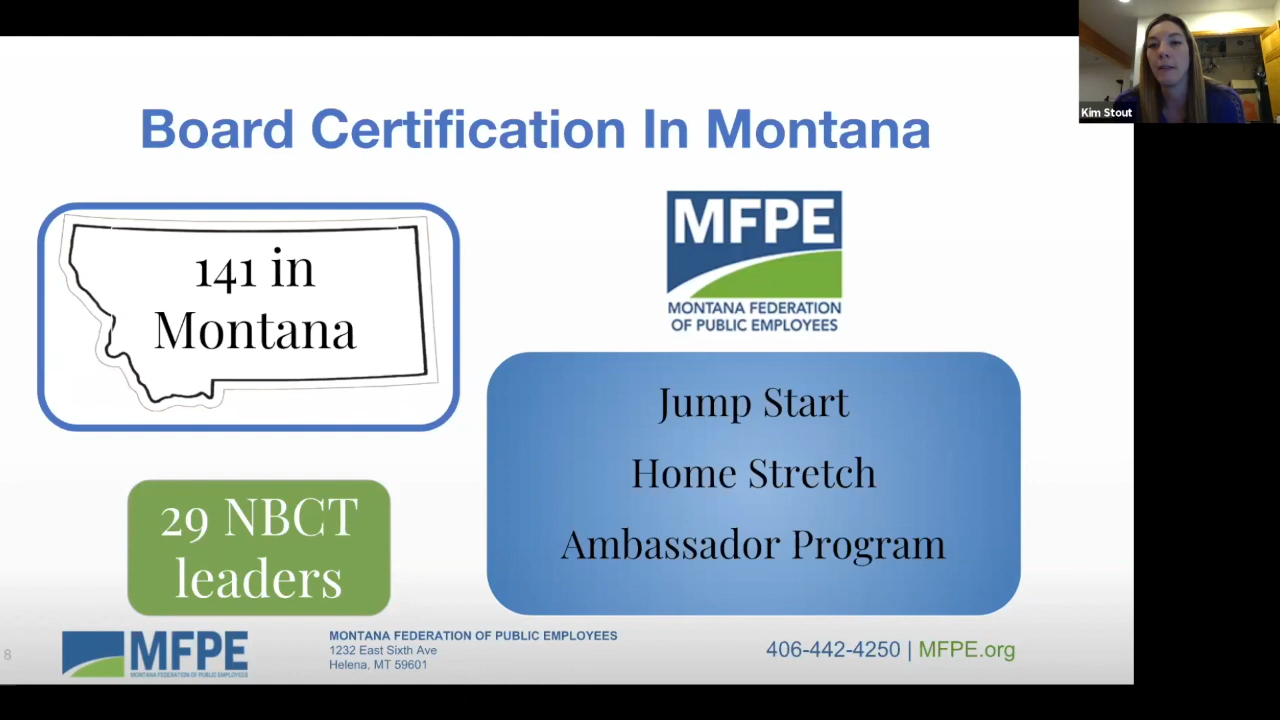 Kim Stout
Board Certification In Montana
141 in
Montana
MFPE
MONTANA FEDERATION
OF PUBLIC EMPLOYEES
Jump Start
Home Stretch
Ambassador Program
29 NBCT
leaders
8
MFPE
MONTANA FEDERATION OF PUBLIC EMPLOYEES
MONTANA FEDERATION OF PUBLIC EMPLOYEES
1232 East Sixth Ave
Helena, MT 59601
406-442-4250 | MFPE.org